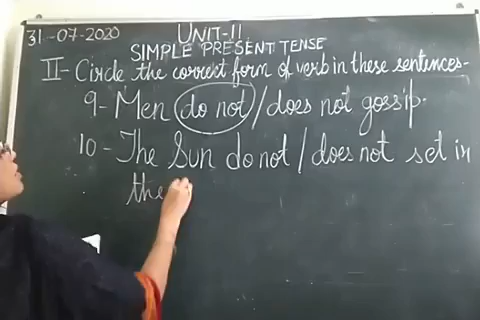 31-07-2020
UNIT-11
SIMPLE PRESENT TENSE
II- Circle the correct form of verb in these sentences-
9- Men do not/does not gossip.
10- The Sun do not/does not set in
the